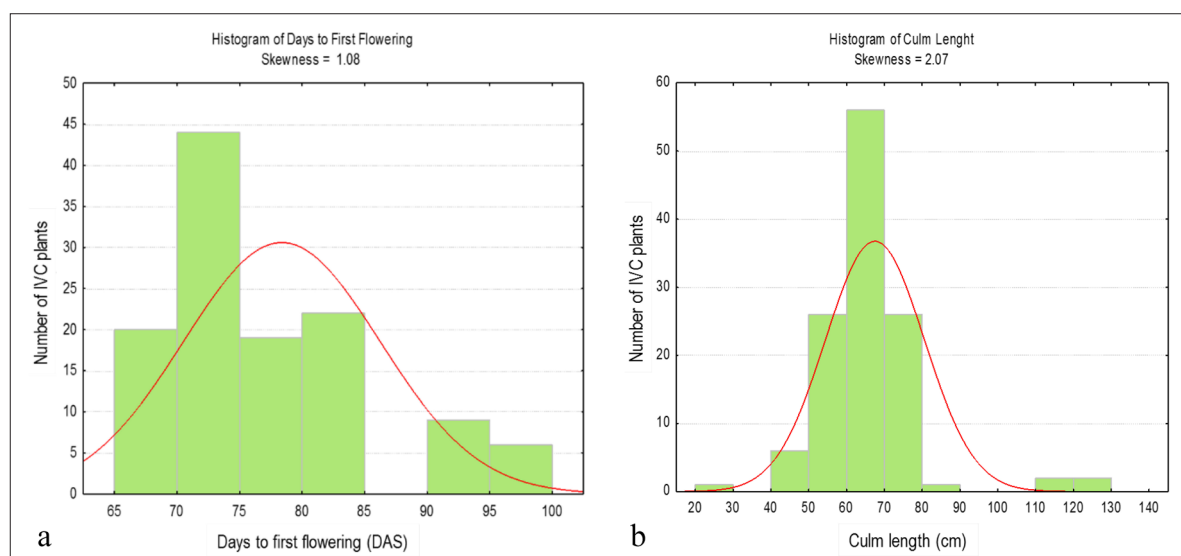 Histogram of Days to First Flowering
Skewness = 1.08
50
45
40
35
30
25
20
15
10
5
0
Number of IVC plants
65 70 75 80 85 90 95 100
Days to first flowering (DAS)
a
Histogram of Culm Lenght
Skewness = 2.07
60
50
40
30
20
10
0
Number of IVC plants
20 30 40 50 60 70 80 90 100 110 120 130 140
Culm length (cm)
b